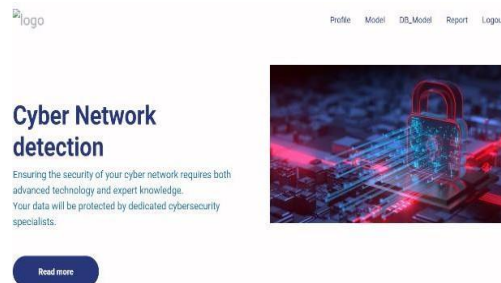 logo
Profile Model DB_Model Report Logou
Cyber Network
detection
Ensuring the security of your cyber network requires both
advanced technology and expert knowledge.
Your data will be protected by dedicated cybersecurity
specialists.
Read more